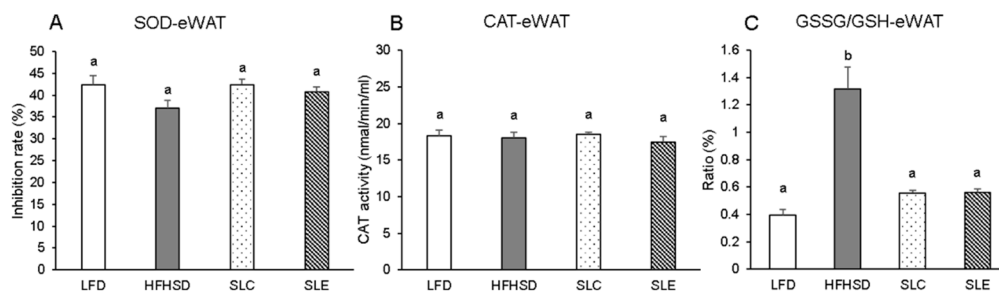 A
SOD-eWAT
Inhibition rate (%)
50
45
40
35
30
25
20
15
10
5
0
a
a
a
a
LFD
HFHSD
SLC
SLE
B
CAT-eWAT
CAT activity (nmal/min/ml)
30
25
20
15
10
5
0
a
a
a
a
LFD
HFHSD
SLC
SLE
C
GSSG/GSH-eWAT
Ratio (%)
1.6
1.4
1.2
1
0.8
0.6
0.4
0.2
0
a
b
a
a
LFD
HFHSD
SLC
SLE